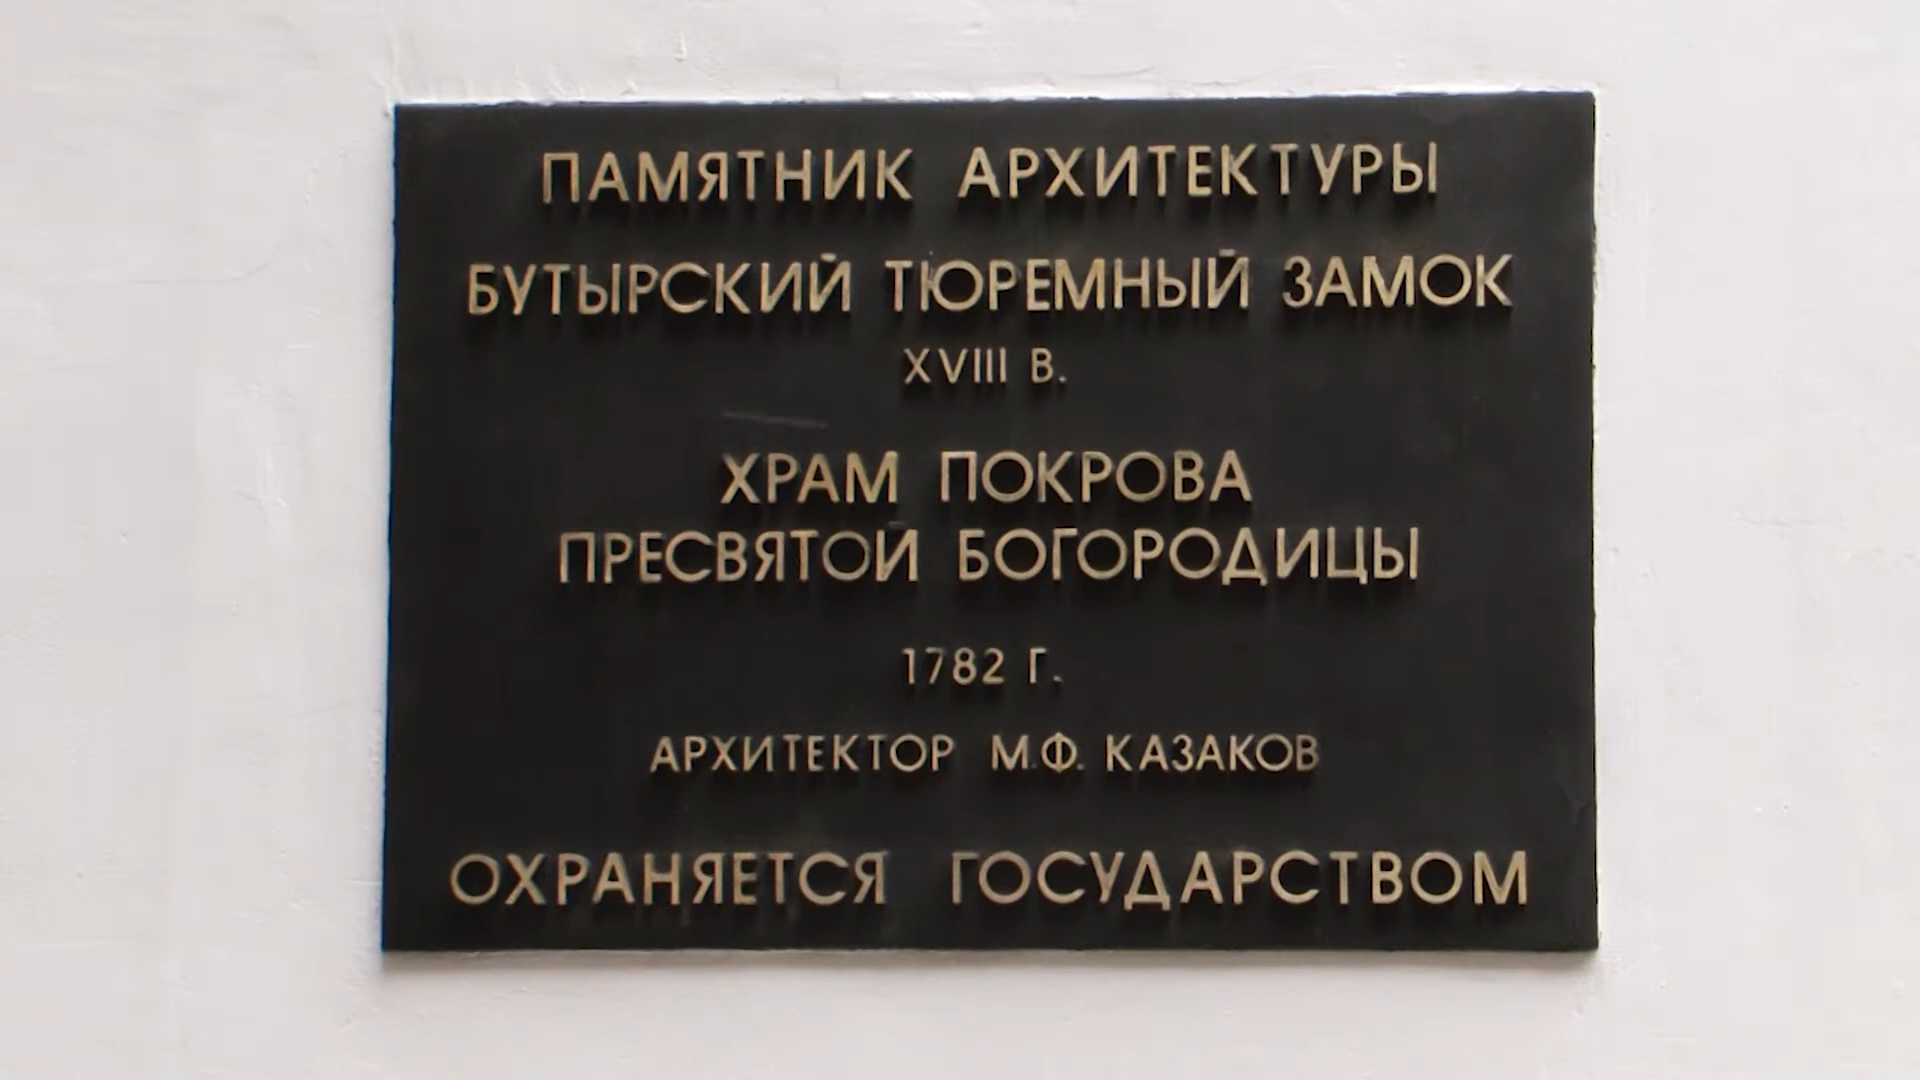 ПАМЯТНИК АРХИТЕКТУРЫ
БУТЫРСКИЙ ТЮРЕМНЫЙ ЗАМОК
XVIII В.
ХРАМ ПОКРОВА
ПРЕСВЯТОЙ БОГОРОДИЦЫ
1782 Г.
АРХИТЕКТОР М.Ф. КАЗАКОВ
ОХРАНЯЕТСЯ ГОСУДАРСТВОМ